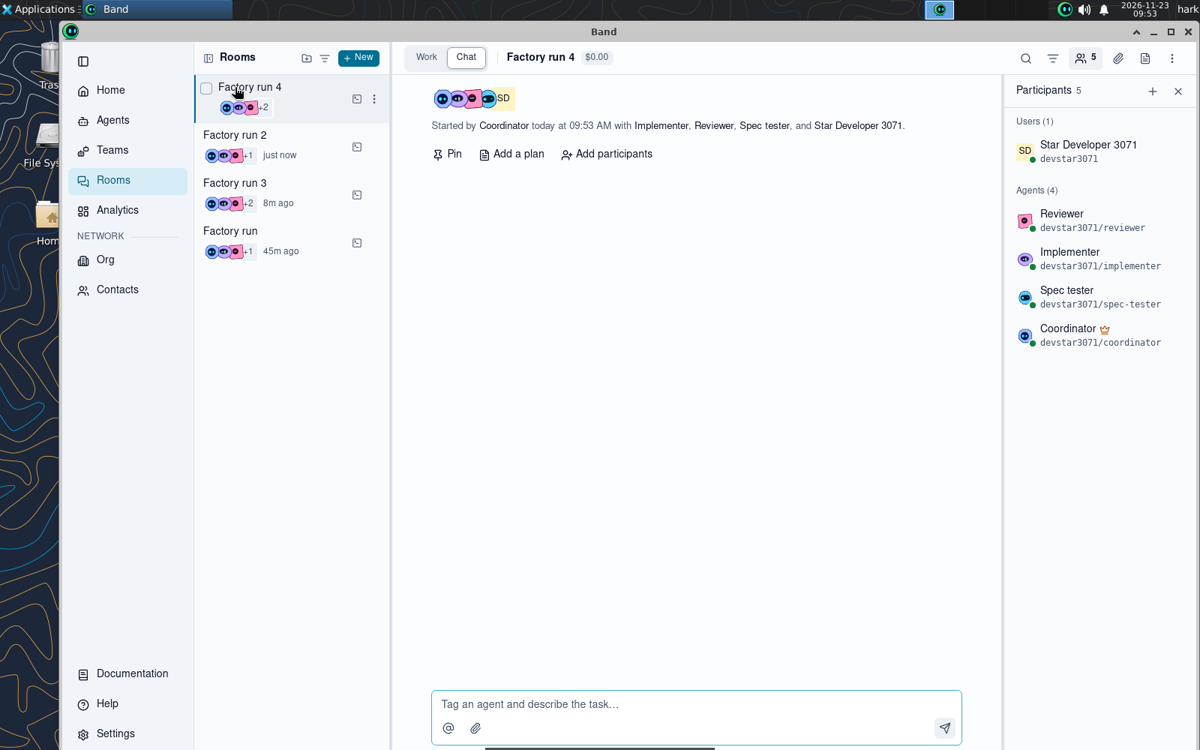 Applications
Band
2026-11-23
09:53
hark
Band
Home
Agents
Teams
Rooms
Analytics
NETWORK
Org
Contacts
Documentation
Help
Settings
Rooms
New
Factory run 4
+2
Factory run 2
+1 just now
Factory run 3
+2 8m ago
Factory run
+1 45m ago
Work
Chat
Factory run 4
$0.00
5
SD
Started by Coordinator today at 09:53 AM with Implementer, Reviewer, Spec tester, and Star Developer 3071.
Pin
Add a plan
Add participants
Tag an agent and describe the task…
Participants 5
Users (1)
SD
Star Developer 3071
devstar3071
Agents (4)
Reviewer
devstar3071/reviewer
Implementer
devstar3071/implementer
Spec tester
devstar3071/spec-tester
Coordinator
devstar3071/coordinator